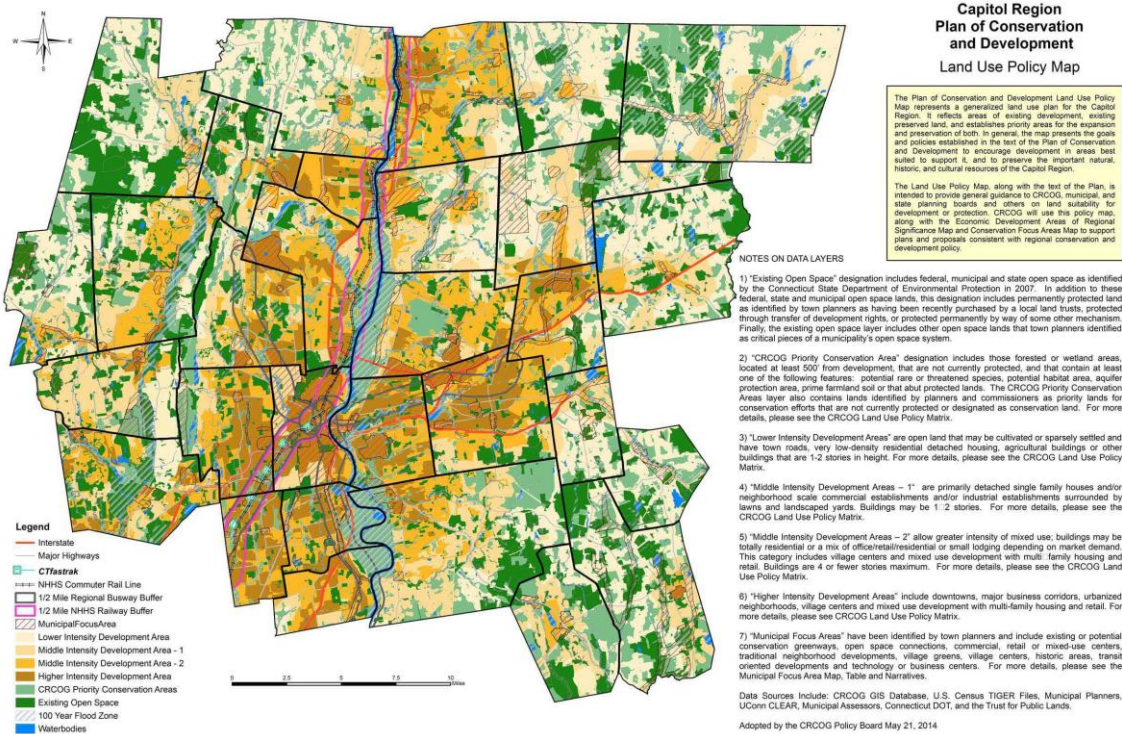 Capitol Region
Plan of Conservation
and Development
Land Use Policy Map
The Plan of Conservation and Development Land Use Policy
Map represents a generalized land use plan for the Capitol
Region. It reflects areas of existing development, existing
preserved land, and establishes priority areas for the expansion
and preservation of both. In general, the map presents the goals
and policies established in the text of the Plan of Conservation
and Development to encourage development in areas best
suited to support it, and to preserve the important natural,
historic, and cultural resources of the Capitol Region.
The Land Use Policy Map, along with the text of the Plan, is
intended to provide general guidance to CRCOG, municipal, and
state planning boards and others on land suitability for
development or protection. CRCOG will use this policy map,
along with the Economic Development Areas of Regional
Significance Map and Conservation Focus Areas Map to support
plans and proposals consistent with regional conservation and
development policy.
NOTES ON DATA LAYERS
1) "Existing Open Space" designation includes federal, municipal and state open space as identified
by the Connecticut State Department of Environmental Protection in 2007. In addition to these
federal, state and municipal open space lands, this designation includes permanently protected land
as identified by town planners as having been recently purchased by a local land trusts, protected
through transfer of development rights, or protected permanently by way of some other mechanism.
Finally, the existing open space layer includes other open space lands that town planners identified
as critical pieces of a municipality's open space system.
2) "CRCOG Priority Conservation Area" designation includes those forested or wetland areas,
located at least 500' from development, that are not currently protected, and that contain at least
one of the following features: potential rare or threatened species, potential habitat area, aquifer
protection area, prime farmland soil or that abut protected lands. The CRCOG Priority Conservation
Areas layer also contains lands identified by planners and commissioners as priority lands for
conservation efforts that are not currently protected or designated as conservation land. For more
details, please see the CRCOG Land Use Policy Matrix.
3) "Lower Intensity Development Areas" are open land that may be cultivated or sparsely settled and
have town roads, very low-density residential detached housing, agricultural buildings or other
buildings that are 1-2 stories in height. For more details, please see the CRCOG Land Use Policy
Matrix.
4) "Middle Intensity Development Areas – 1" are primarily detached single family houses and/or
neighborhood scale commercial establishments and/or industrial establishments surrounded by
lawns and landscaped yards. Buildings may be 1□2 stories. For more details, please see the
CRCOG Land Use Policy Matrix.
5) "Middle Intensity Development Areas – 2" allow greater intensity of mixed use; buildings may be
totally residential or a mix of office/retail/residential or small lodging depending on market demand.
This category includes village centers and mixed use development with multi□family housing and
retail. Buildings are 4 or fewer stories maximum. For more details, please see the CRCOG Land
Use Policy Matrix.
6) "Higher Intensity Development Areas" include downtowns, major business corridors, urbanized
neighborhoods, village centers and mixed use development with multi-family housing and retail. For
more details, please see CRCOG Land Use Policy Matrix.
7) "Municipal Focus Areas" have been identified by town planners and include existing or potential
conservation greenways, open space connections, commercial, retail or mixed-use centers,
traditional neighborhood developments, village greens, village centers, historic areas, transit
oriented developments and technology or business centers. For more details, please see the
Municipal Focus Area Map, Table and Narratives.
Data Sources Include: CRCOG GIS Database, U.S. Census TIGER Files, Municipal Planners,
UConn CLEAR, Municipal Assessors, Connecticut DOT, and the Trust for Public Lands.
Adopted by the CRCOG Policy Board May 21, 2014
N
W E
S
Legend
Interstate
Major Highways
CTfastrak
NHHS Commuter Rail Line
1/2 Mile Regional Busway Buffer
1/2 Mile NHHS Railway Buffer
MunicipalFocusArea
Lower Intensity Development Area
Middle Intensity Development Area - 1
Middle Intensity Development Area - 2
Higher Intensity Development Area
CRCOG Priority Conservation Areas
Existing Open Space
100 Year Flood Zone
Waterbodies
0 2.5 5 7.5 10
Miles